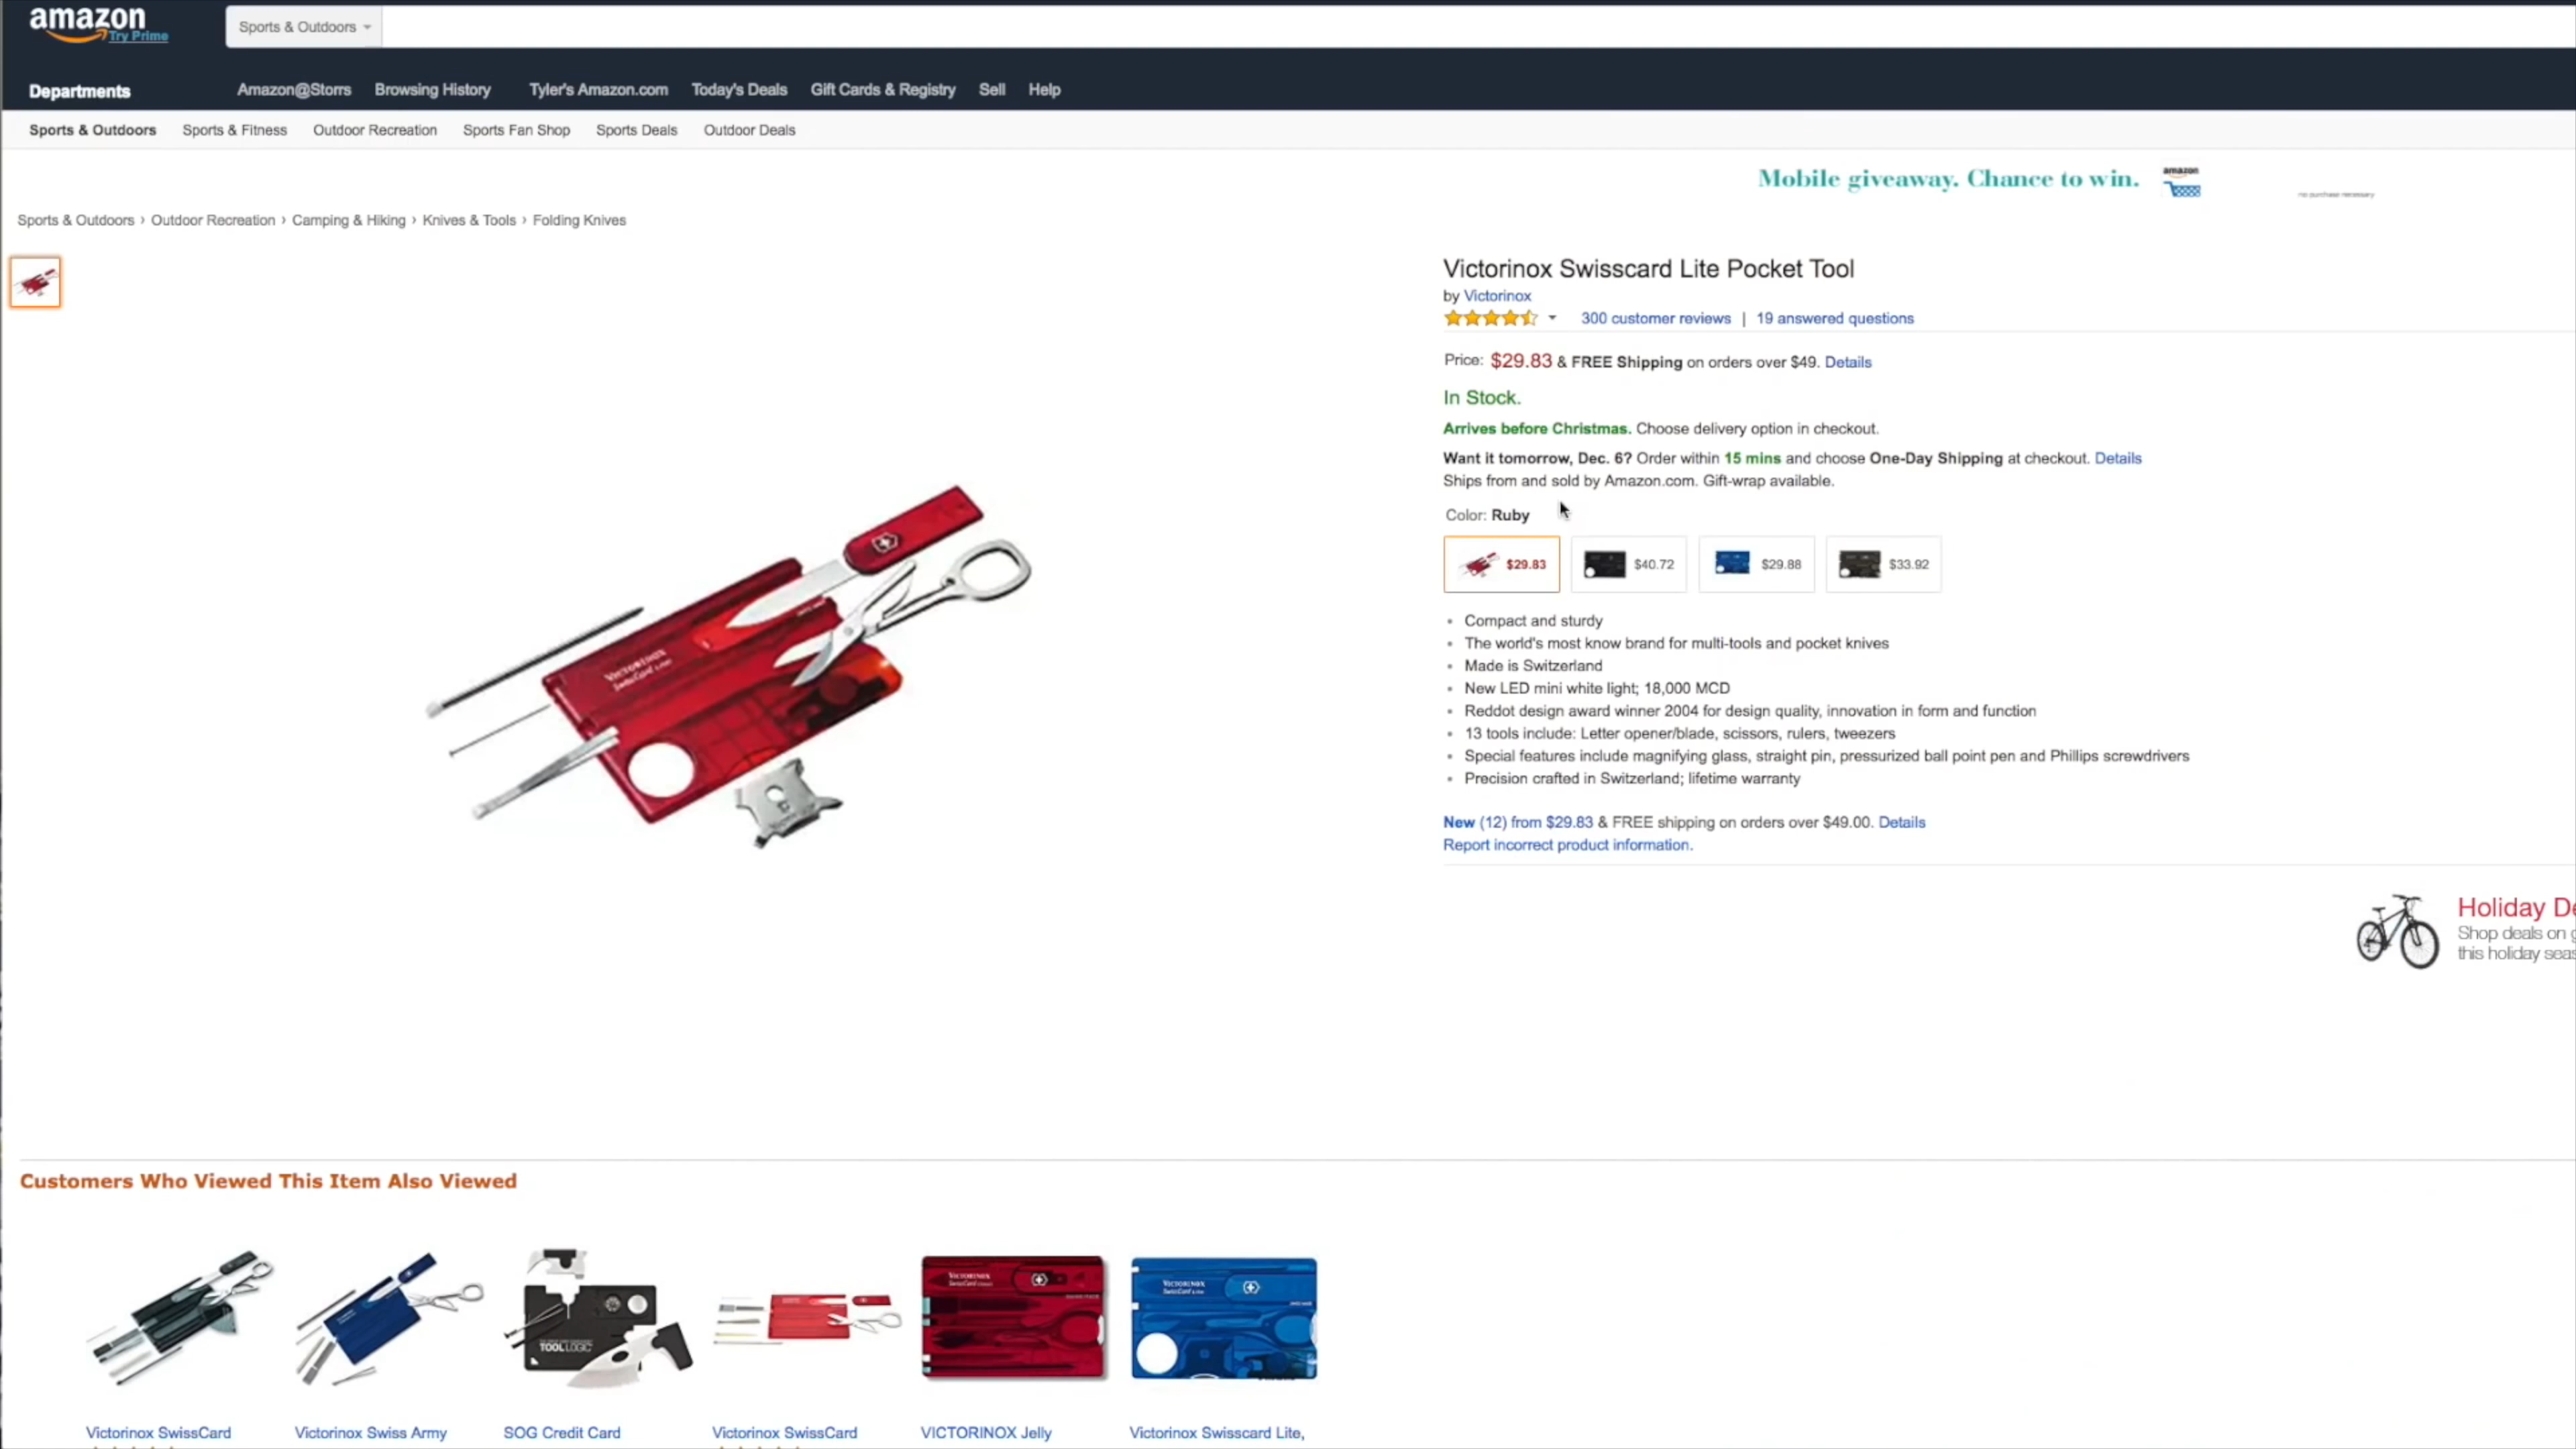 amazon
Try Prime
Sports & Outdoors
Departments
Amazon@Storrs Browsing History Tyler's Amazon.com Today's Deals Gift Cards & Registry Sell Help
Sports & Outdoors Sports & Fitness Outdoor Recreation Sports Fan Shop Sports Deals Outdoor Deals
Mobile giveaway. Chance to win.
amazon
no purchase necessary
Sports & Outdoors › Outdoor Recreation › Camping & Hiking › Knives & Tools › Folding Knives
Victorinox Swisscard Lite Pocket Tool
by Victorinox
300 customer reviews | 19 answered questions
Price: $29.83 & FREE Shipping on orders over $49. Details
In Stock.
Arrives before Christmas. Choose delivery option in checkout.
Want it tomorrow, Dec. 6? Order within 15 mins and choose One-Day Shipping at checkout. Details
Ships from and sold by Amazon.com. Gift-wrap available.
Color: Ruby
$29.83 $40.72 $29.88 $33.92
• Compact and sturdy
• The world's most know brand for multi-tools and pocket knives
• Made is Switzerland
• New LED mini white light; 18,000 MCD
• Reddot design award winner 2004 for design quality, innovation in form and function
• 13 tools include: Letter opener/blade, scissors, rulers, tweezers
• Special features include magnifying glass, straight pin, pressurized ball point pen and Phillips screwdrivers
• Precision crafted in Switzerland; lifetime warranty
New (12) from $29.83 & FREE shipping on orders over $49.00. Details
Report incorrect product information.
VICTORINOX
Holiday De
Shop deals on g
this holiday seas
Customers Who Viewed This Item Also Viewed
TOOL LOGIC
VICTORINOX
VICTORINOX
Victorinox SwissCard
Victorinox Swiss Army
SOG Credit Card
Victorinox SwissCard
VICTORINOX Jelly
Victorinox Swisscard Lite,